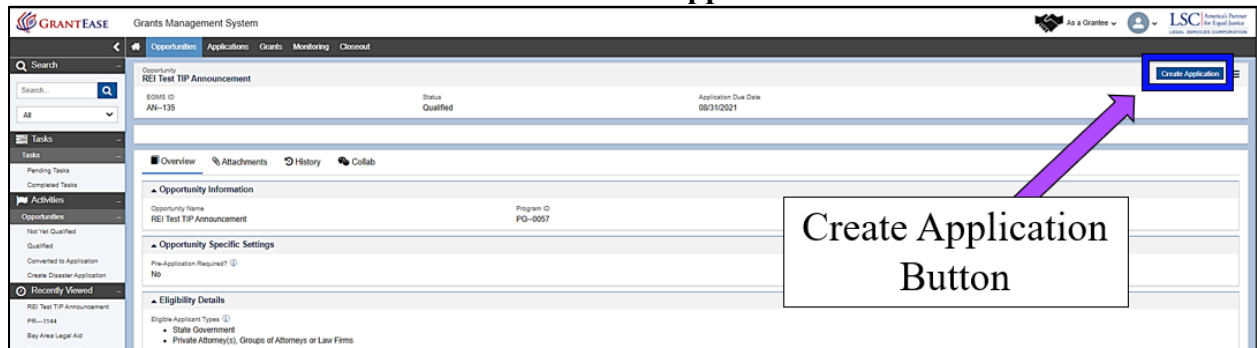 GRANTEASE
Grants Management System
As a Grantee
LSC America's Partner for Equal Justice
LEGAL SERVICES CORPORATION
Opportunities Applications Grants Monitoring Closeout
Search
Search...
All
Tasks
Tasks
Pending Tasks
Completed Tasks
Activities
Opportunities
Not Yet Qualified
Qualified
Converted to Application
Create Disaster Application
Recently Viewed
REI Test TIP Announcement
PR---1144
Bay Area Legal Aid
Opportunity
REI Test TIP Announcement
Create Application
EGMS ID Status Application Due Date
AN--135 Qualified 08/31/2021
Overview Attachments History Collab
Opportunity Information
Opportunity Name Program ID
REI Test TIP Announcement PG--0057
Opportunity Specific Settings
Pre-Application Required?
No
Eligibility Details
Eligible Applicant Types
• State Government
• Private Attorney(s), Groups of Attorneys or Law Firms
Create Application
Button